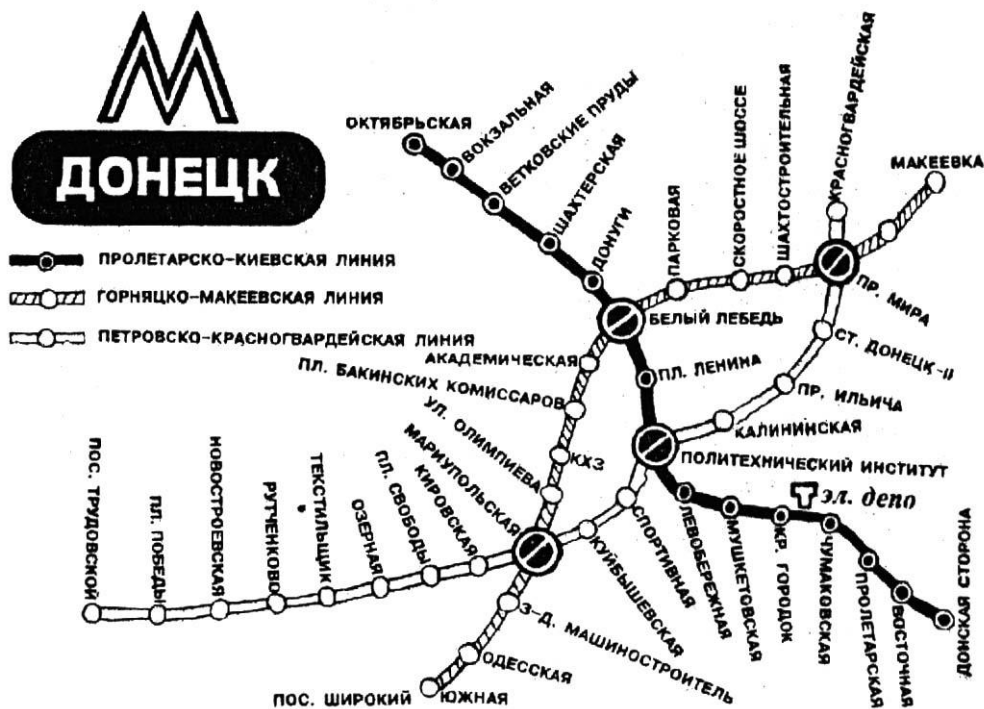 М
ДОНЕЦК
ПРОЛЕТАРСКО-КИЕВСКАЯ ЛИНИЯ
ГОРНЯЦКО-МАКЕЕВСКАЯ ЛИНИЯ
ПЕТРОВСКО-КРАСНОГВАРДЕЙСКАЯ ЛИНИЯ
ОКТЯБРЬСКАЯ
ВОКЗАЛЬНАЯ
ВЕТКОВСКИЕ ПРУДЫ
ШАХТЕРСКАЯ
ДОНУГИ
БЕЛЫЙ ЛЕБЕДЬ
ПАРКОВАЯ
СКОРОСТНОЕ ШОССЕ
ШАХТОСТРОИТЕЛЬНАЯ
КРАСНОГВАРДЕЙСКАЯ
МАКЕЕВКА
ПР. МИРА
СТ. ДОНЕЦК-II
ПР. ИЛЬИЧА
КАЛИНИНСКАЯ
ПЛ. ЛЕНИНА
ПОЛИТЕХНИЧЕСКИЙ ИНСТИТУТ
АКАДЕМИЧЕСКАЯ
ПЛ. БАКИНСКИХ КОМИССАРОВ
КХЗ
УЛ. ОЛИМПИЕВА
МАРИУПОЛЬСКАЯ
КИРОВСКАЯ
ПЛ. СВОБОДЫ
ОЗЕРНАЯ
ТЕКСТИЛЬЩИК
РУТЧЕНКОВО
НОВОСТРОЕВСКАЯ
ПЛ. ПОБЕДЫ
ПОС. ТРУДОВСКОЙ
эл. депо
СПОРТИВНАЯ
КУЙБЫШЕВСКАЯ
ЛЕВОБЕРЕЖНАЯ
МУШКЕТОВСКАЯ
КР. ГОРОДОК
ЧУМАКОВСКАЯ
ПРОЛЕТАРСКАЯ
ВОСТОЧНАЯ
ДОНСКАЯ СТОРОНА
З-Д. МАШИНОСТРОИТЕЛЬ
ОДЕССКАЯ
ПОС. ШИРОКИЙ
ЮЖНАЯ